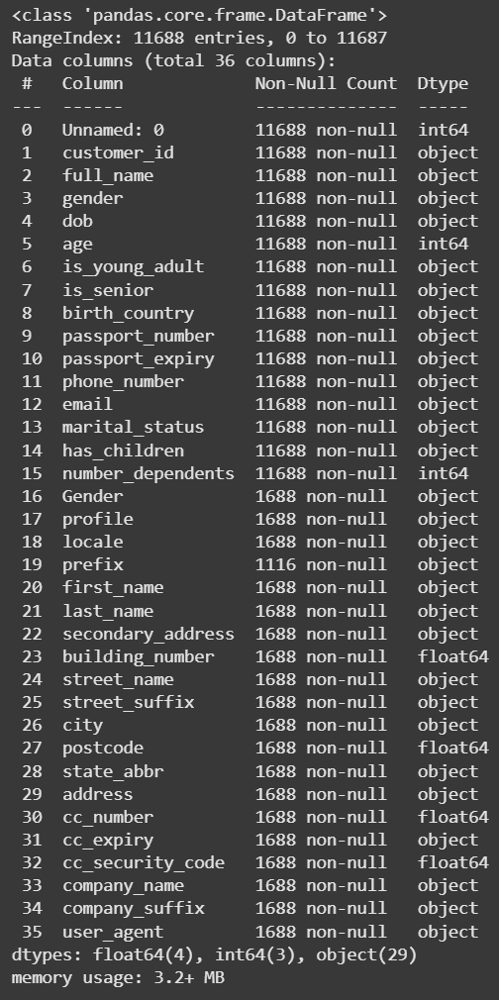 <class 'pandas.core.frame.DataFrame'>
RangeIndex: 11688 entries, 0 to 11687
Data columns (total 36 columns):
 #   Column             Non-Null Count  Dtype
---  ------             --------------  -----
 0   Unnamed: 0         11688 non-null  int64
 1   customer_id        11688 non-null  object
 2   full_name          11688 non-null  object
 3   gender             11688 non-null  object
 4   dob                11688 non-null  object
 5   age                11688 non-null  int64
 6   is_young_adult     11688 non-null  object
 7   is_senior          11688 non-null  object
 8   birth_country      11688 non-null  object
 9   passport_number    11688 non-null  object
 10  passport_expiry    11688 non-null  object
 11  phone_number       11688 non-null  object
 12  email              11688 non-null  object
 13  marital_status     11688 non-null  object
 14  has_children       11688 non-null  object
 15  number_dependents  11688 non-null  int64
 16  Gender             1688 non-null   object
 17  profile            1688 non-null   object
 18  locale             1688 non-null   object
 19  prefix             1116 non-null   object
 20  first_name         1688 non-null   object
 21  last_name          1688 non-null   object
 22  secondary_address  1688 non-null   object
 23  building_number    1688 non-null   float64
 24  street_name        1688 non-null   object
 25  street_suffix      1688 non-null   object
 26  city               1688 non-null   object
 27  postcode           1688 non-null   float64
 28  state_abbr         1688 non-null   object
 29  address            1688 non-null   object
 30  cc_number          1688 non-null   float64
 31  cc_expiry          1688 non-null   object
 32  cc_security_code   1688 non-null   float64
 33  company_name       1688 non-null   object
 34  company_suffix     1688 non-null   object
 35  user_agent         1688 non-null   object
dtypes: float64(4), int64(3), object(29)
memory usage: 3.2+ MB